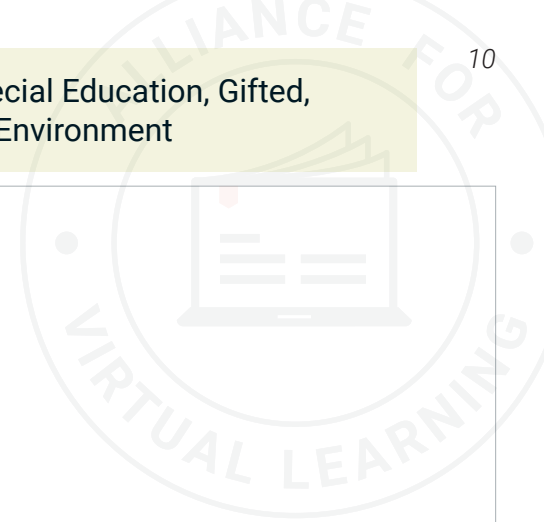 10
ecial Education, Gifted,
Environment
ALLIANCE FOR
VIRTUAL LEARNING